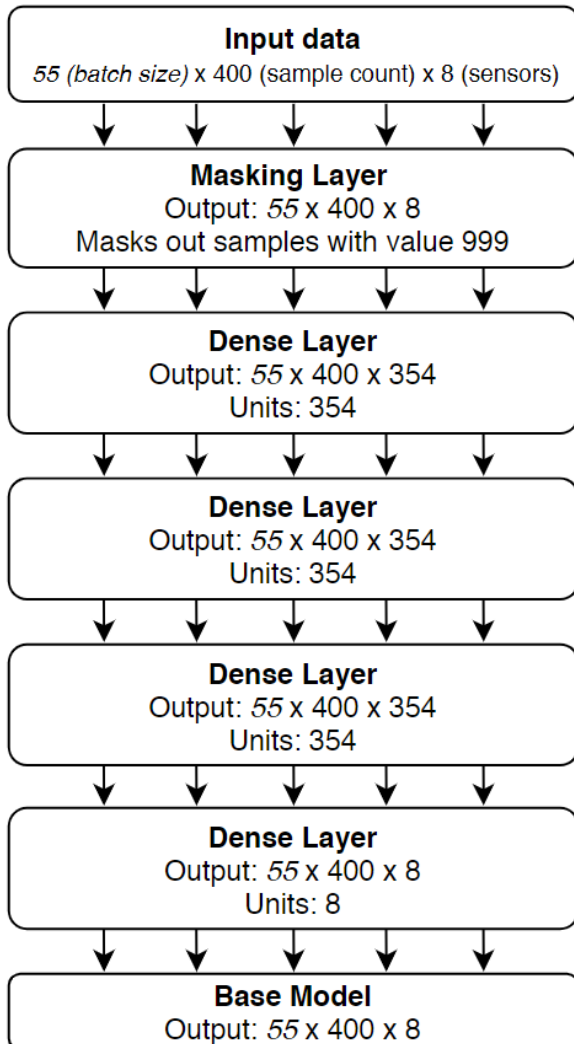 Input data
55 (batch size) x 400 (sample count) x 8 (sensors)
Masking Layer
Output: 55 x 400 x 8
Masks out samples with value 999
Dense Layer
Output: 55 x 400 x 354
Units: 354
Dense Layer
Output: 55 x 400 x 354
Units: 354
Dense Layer
Output: 55 x 400 x 354
Units: 354
Dense Layer
Output: 55 x 400 x 8
Units: 8
Base Model
Output: 55 x 400 x 8